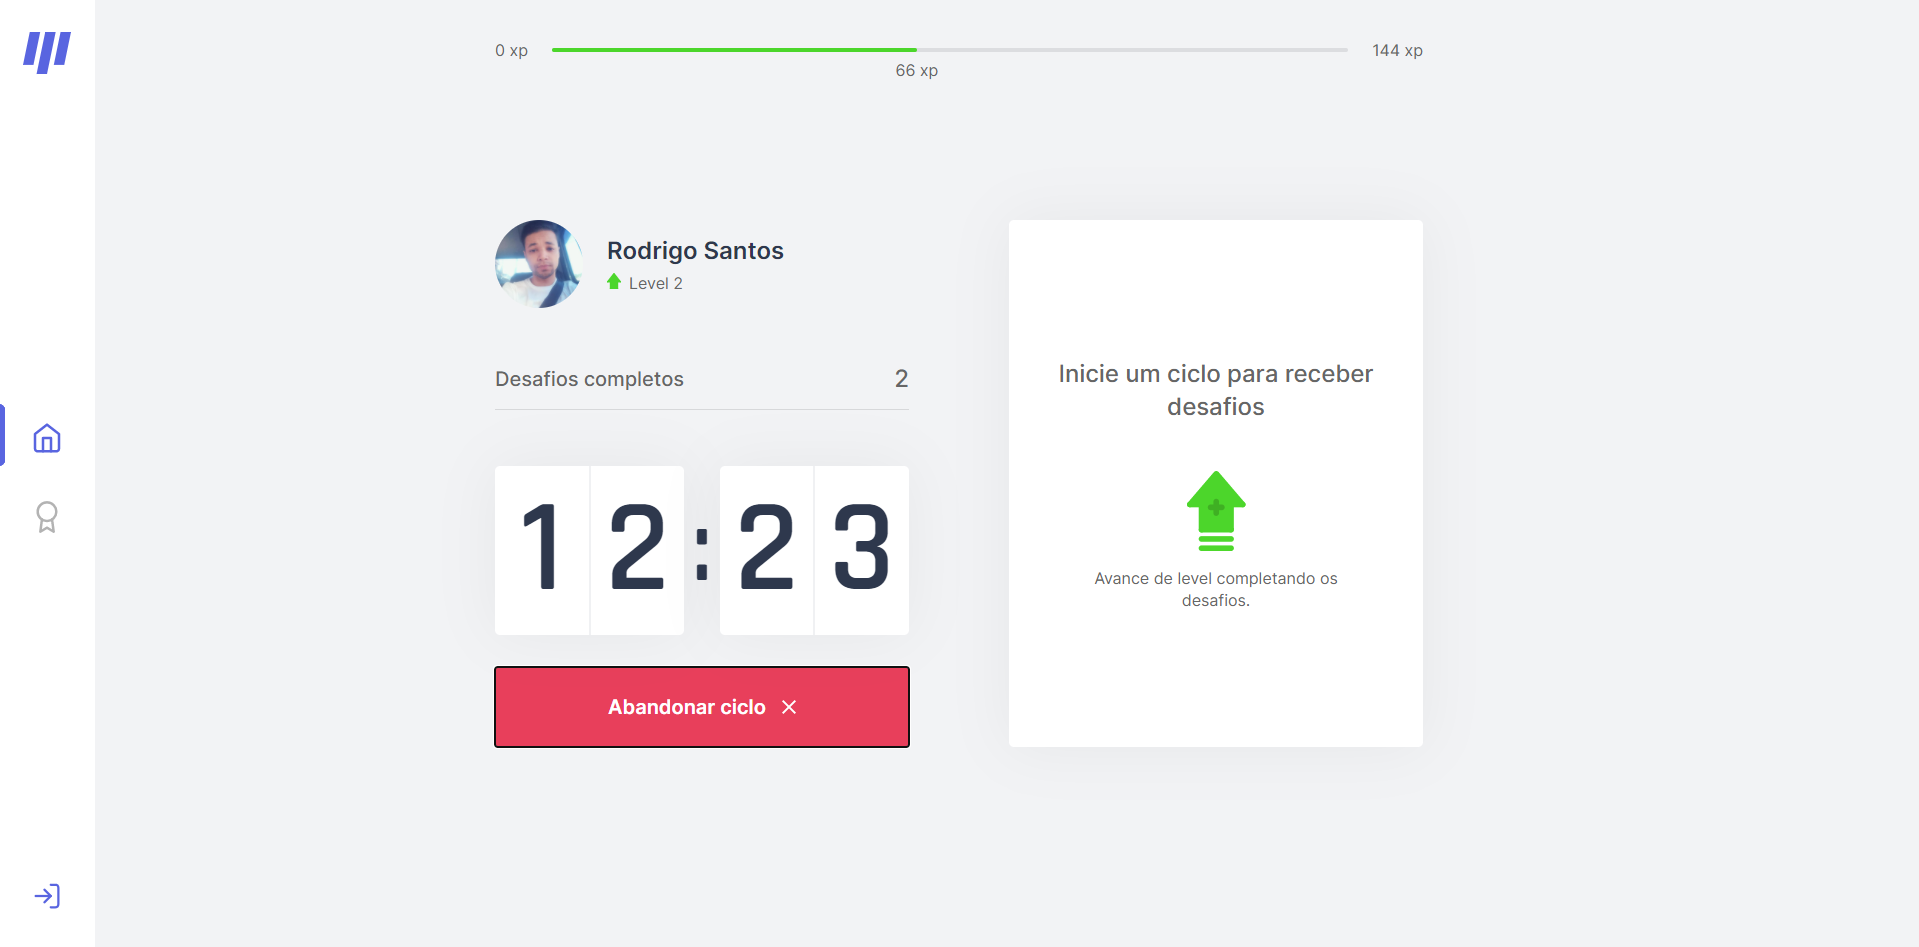 0 xp
144 xp
66 xp
Rodrigo Santos
Level 2
Desafios completos 2
12:23
Abandonar ciclo
Inicie um ciclo para receber
desafios
Avance de level completando os
desafios.